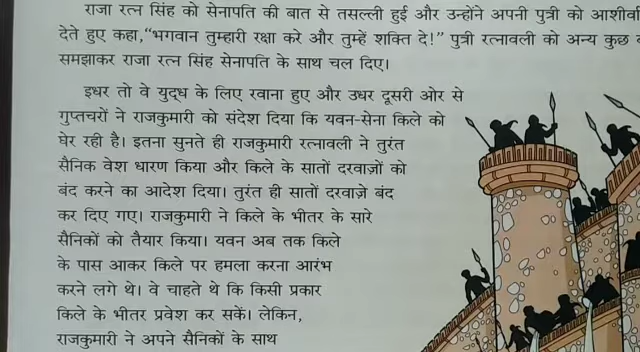 राजा रत्न सिंह को सेनापति की बात से तसल्ली हुई और उन्होंने अपनी पुत्री को
देते हुए कहा,“भगवान तुम्हारी रक्षा करे और तुम्हें शक्ति दे!” पुत्री रत्नावली को अन्य कुछ
समझाकर राजा रत्न सिंह सेनापति के साथ चल दिए।
इधर तो वे युद्ध के लिए रवाना हुए और उधर दूसरी ओर से
गुप्तचरों ने राजकुमारी को संदेश दिया कि यवन-सेना किले को
घेर रही है। इतना सुनते ही राजकुमारी रत्नावली ने तुरंत
सैनिक वेश धारण किया और किले के सातों दरवाज़ों को
बंद करने का आदेश दिया। तुरंत ही सातों दरवाज़े बंद
कर दिए गए। राजकुमारी ने किले के भीतर के सारे
सैनिकों को तैयार किया। यवन अब तक किले
के पास आकर किले पर हमला करना आरंभ
करने लगे थे। वे चाहते थे कि किसी प्रकार
किले के भीतर प्रवेश कर सकें। लेकिन,
राजकुमारी ने अपने सैनिकों के साथ